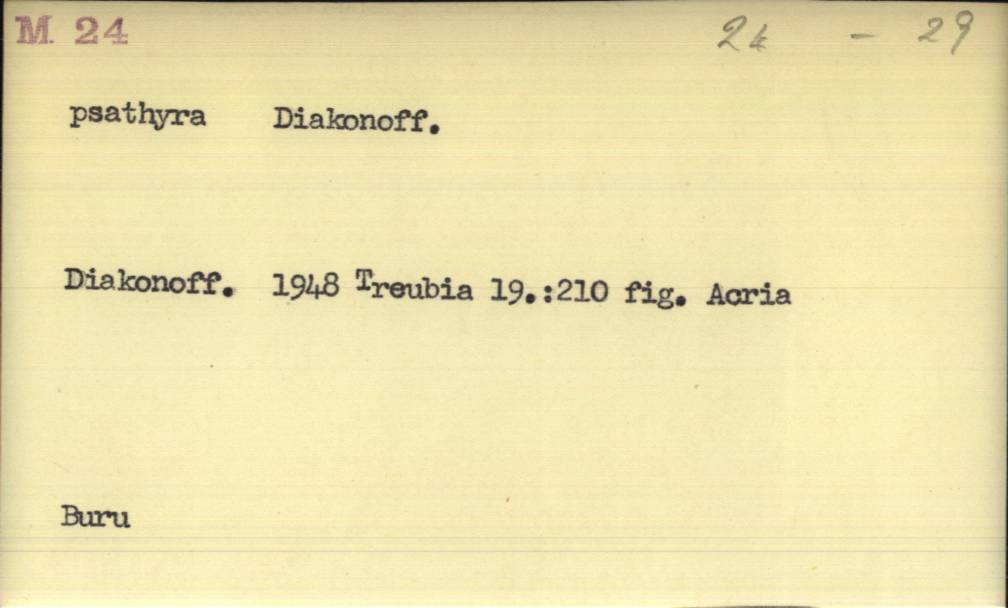 M 24 24 - 29
psathyra Diakonoff.
Diakonoff. 1948 Treubia 19.:210 fig. Acria
Buru